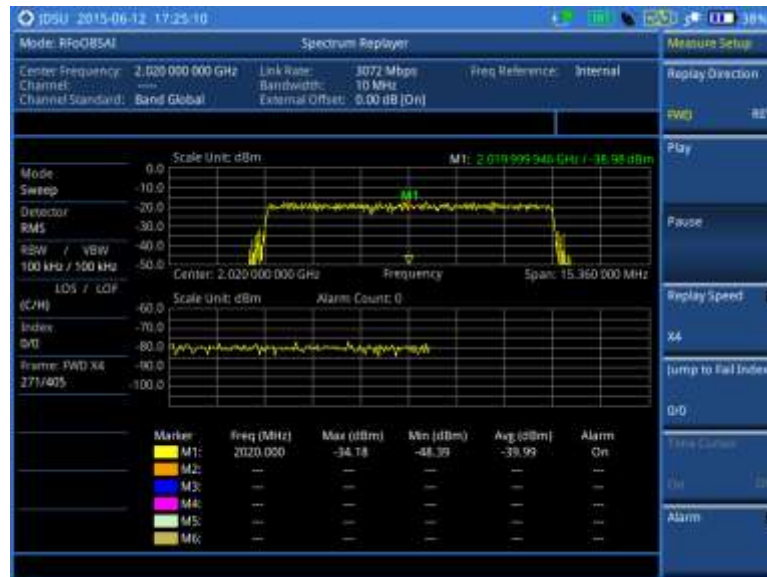 JDSU 2015-06-12 17:25:10
38%
Mode: RFoOBSAI
Spectrum Replayer
Measure Setup
Center Frequency: 2.020 000 000 GHz
Link Rate: 3072 Mbps
Freq Reference: Internal
Channel: ----
Bandwidth: 10 MHz
Channel Standard: Band Global
External Offset: 0.00 dB [On]
Replay Direction
FWD
Play
Pause
Replay Speed
X4
Jump to Fail Index
0/0
Time Cursor
On
Alarm
Mode
Sweep
Detector
RMS
RBW / VBW
100 kHz / 100 kHz
LOS / LOF
(C/H)
Index
0/0
Frame: FWD X4
271/405
Scale Unit: dBm
M1: 2.019 999 946 GHz / -38.98 dBm
0.0
-10.0
-20.0
-30.0
-40.0
-50.0
M1
Center: 2.020 000 000 GHz
Frequency
Span: 15.360 000 MHz
Scale Unit: dBm
Alarm Count: 0
-60.0
-70.0
-80.0
-90.0
-100.0
Marker Freq (MHz) Max (dBm) Min (dBm) Avg (dBm) Alarm
M1: 2020.000 -34.18 -48.39 -39.99 On
M2: --- --- --- --- ---
M3: --- --- --- --- ---
M4: --- --- --- --- ---
M5: --- --- --- --- ---
M6: --- --- --- --- ---